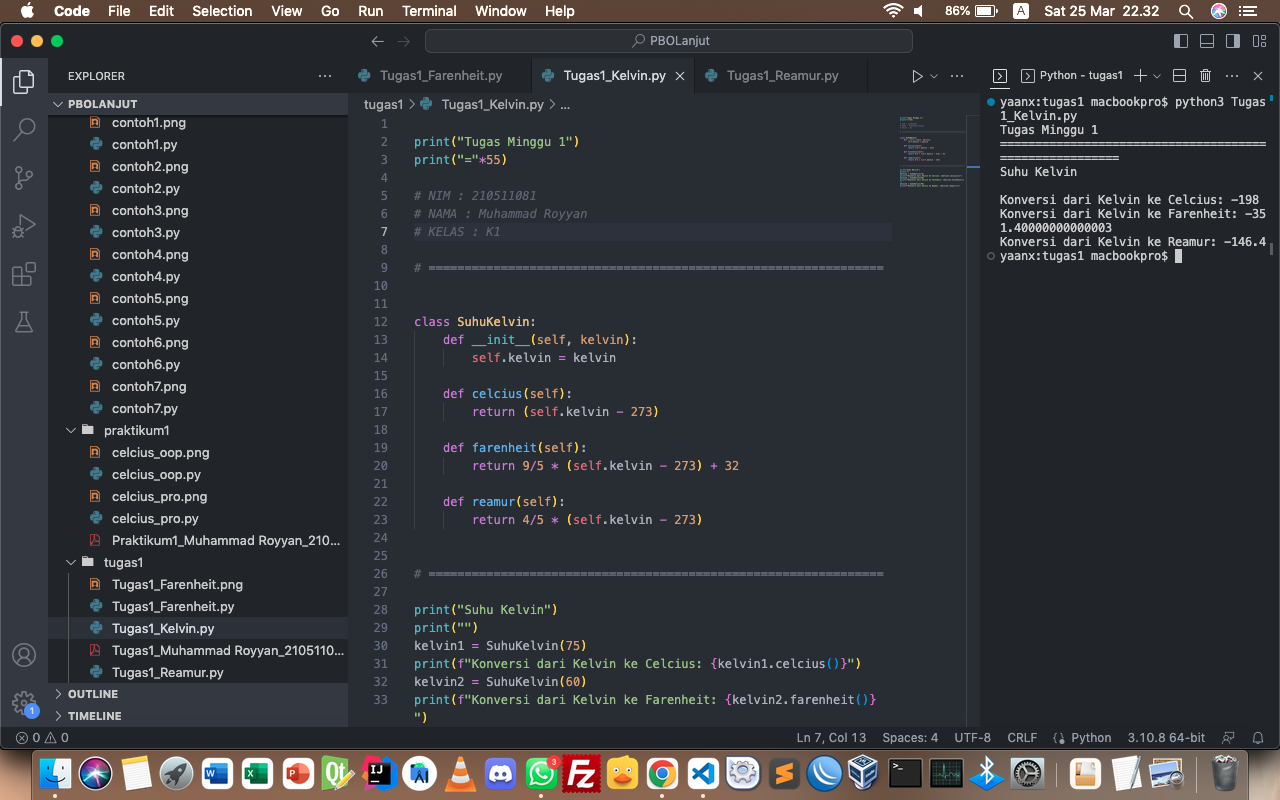 Code File Edit Selection View Go Run Terminal Window Help 86% A Sat 25 Mar 22.32
PBOLanjut
EXPLORER
PBOLANJUT
contoh1.png
contoh1.py
contoh2.png
contoh2.py
contoh3.png
contoh3.py
contoh4.png
contoh4.py
contoh5.png
contoh5.py
contoh6.png
contoh6.py
contoh7.png
contoh7.py
praktikum1
celcius_oop.png
celcius_oop.py
celcius_pro.png
celcius_pro.py
Praktikum1_Muhammad Royyan_210...
tugas1
Tugas1_Farenheit.png
Tugas1_Farenheit.py
Tugas1_Kelvin.py
Tugas1_Muhammad Royyan_2105110...
Tugas1_Reamur.py
OUTLINE
TIMELINE
Tugas1_Farenheit.py Tugas1_Kelvin.py Tugas1_Reamur.py
tugas1 > Tugas1_Kelvin.py > ...
1
2 print("Tugas Minggu 1")
3 print("="*55)
4
5 # NIM : 210511081
6 # NAMA : Muhammad Royyan
7 # KELAS : K1
8
9 # ===============================================================
10
11
12 class SuhuKelvin:
13 def __init__(self, kelvin):
14 self.kelvin = kelvin
15
16 def celcius(self):
17 return (self.kelvin - 273)
18
19 def farenheit(self):
20 return 9/5 * (self.kelvin - 273) + 32
21
22 def reamur(self):
23 return 4/5 * (self.kelvin - 273)
24
25
26 # ===============================================================
27
28 print("Suhu Kelvin")
29 print("")
30 kelvin1 = SuhuKelvin(75)
31 print(f"Konversi dari Kelvin ke Celcius: {kelvin1.celcius()}")
32 kelvin2 = SuhuKelvin(60)
33 print(f"Konversi dari Kelvin ke Farenheit: {kelvin2.farenheit()}
")
Python - tugas1
yaanx:tugas1 macbookpro$ python3 Tugas
1_Kelvin.py
Tugas Minggu 1
======================================
=================
Suhu Kelvin
Konversi dari Kelvin ke Celcius: -198
Konversi dari Kelvin ke Farenheit: -35
1.40000000000003
Konversi dari Kelvin ke Reamur: -146.4
yaanx:tugas1 macbookpro$
1
0 0 Ln 7, Col 13 Spaces: 4 UTF-8 CRLF Python 3.10.8 64-bit
W X P Qt IJ 3 FZ